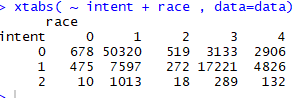 > xtabs( ~ intent + race , data=data)
race
intent 0 1 2 3 4
0 678 50320 519 3133 2906
1 475 7597 272 17221 4826
2 10 1013 18 289 132
>